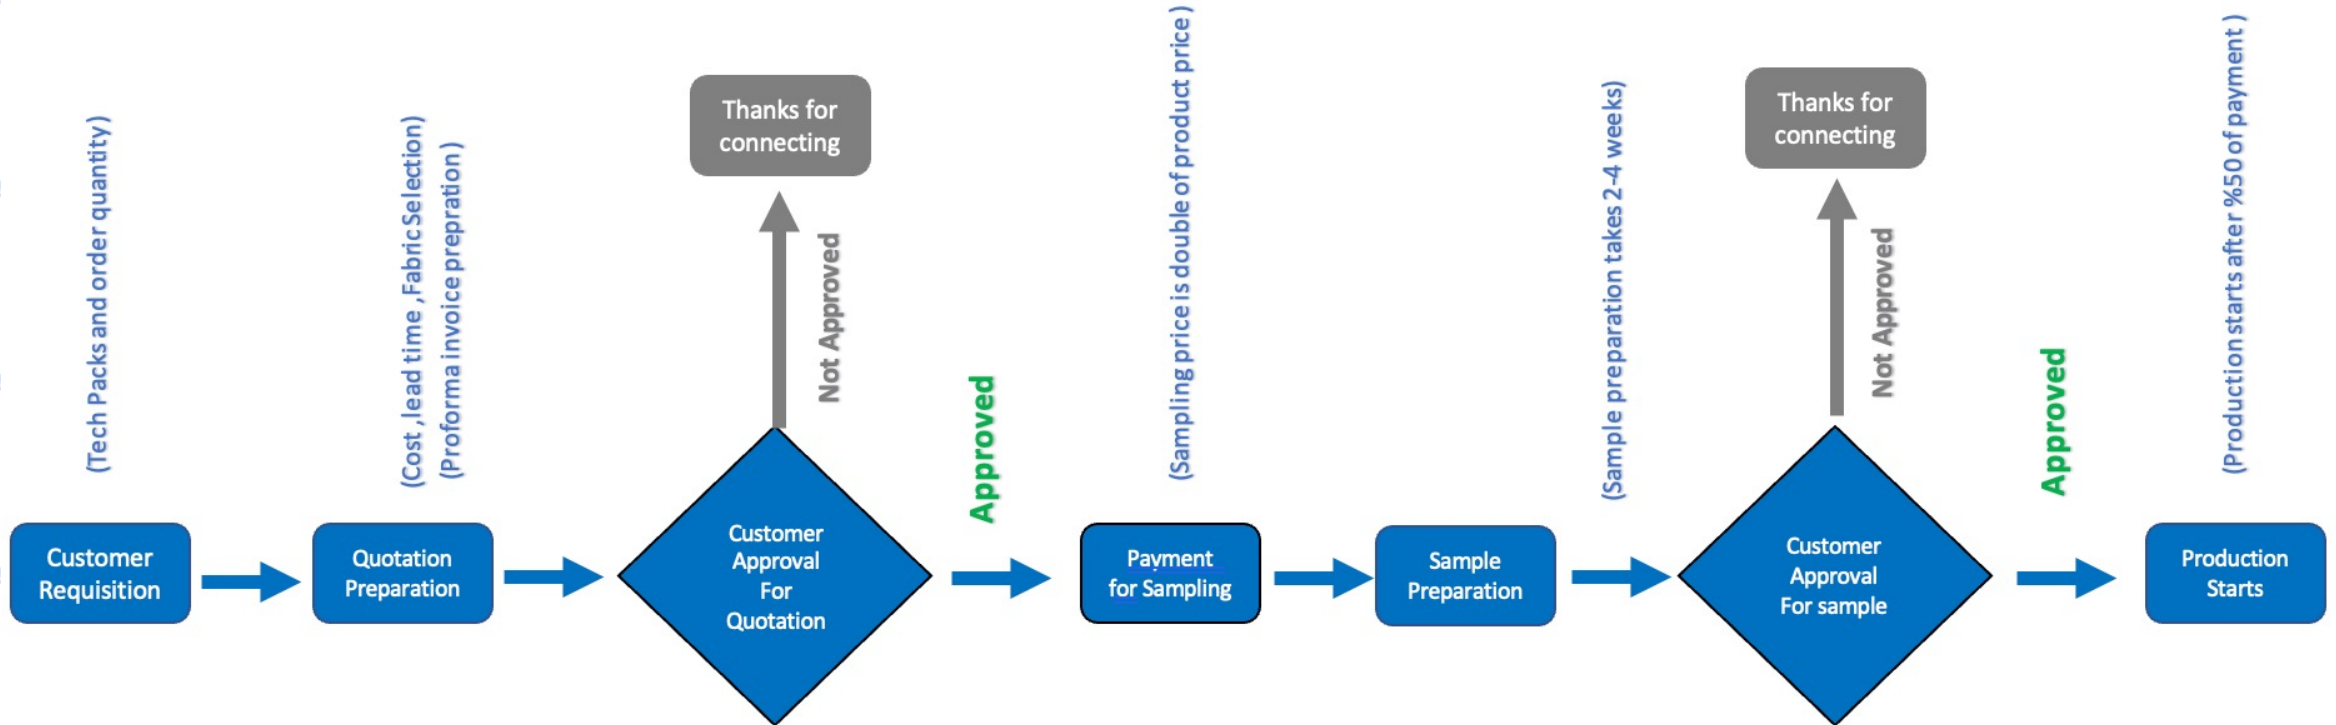 (Tech Packs and order quantity)
Customer
Requisition
(Cost ,lead time ,Fabric Selection)
(Proforma invoice prepration)
Quotation
Preparation
Thanks for
connecting
Not Approved
Customer
Approval
For
Quotation
Approved
(Sampling price is double of product price )
Payment
for Sampling
Sample
Preparation
(Sample preparation takes 2-4 weeks)
Thanks for
connecting
Not Approved
Customer
Approval
For sample
Approved
(Production starts after %50 of payment )
Production
Starts